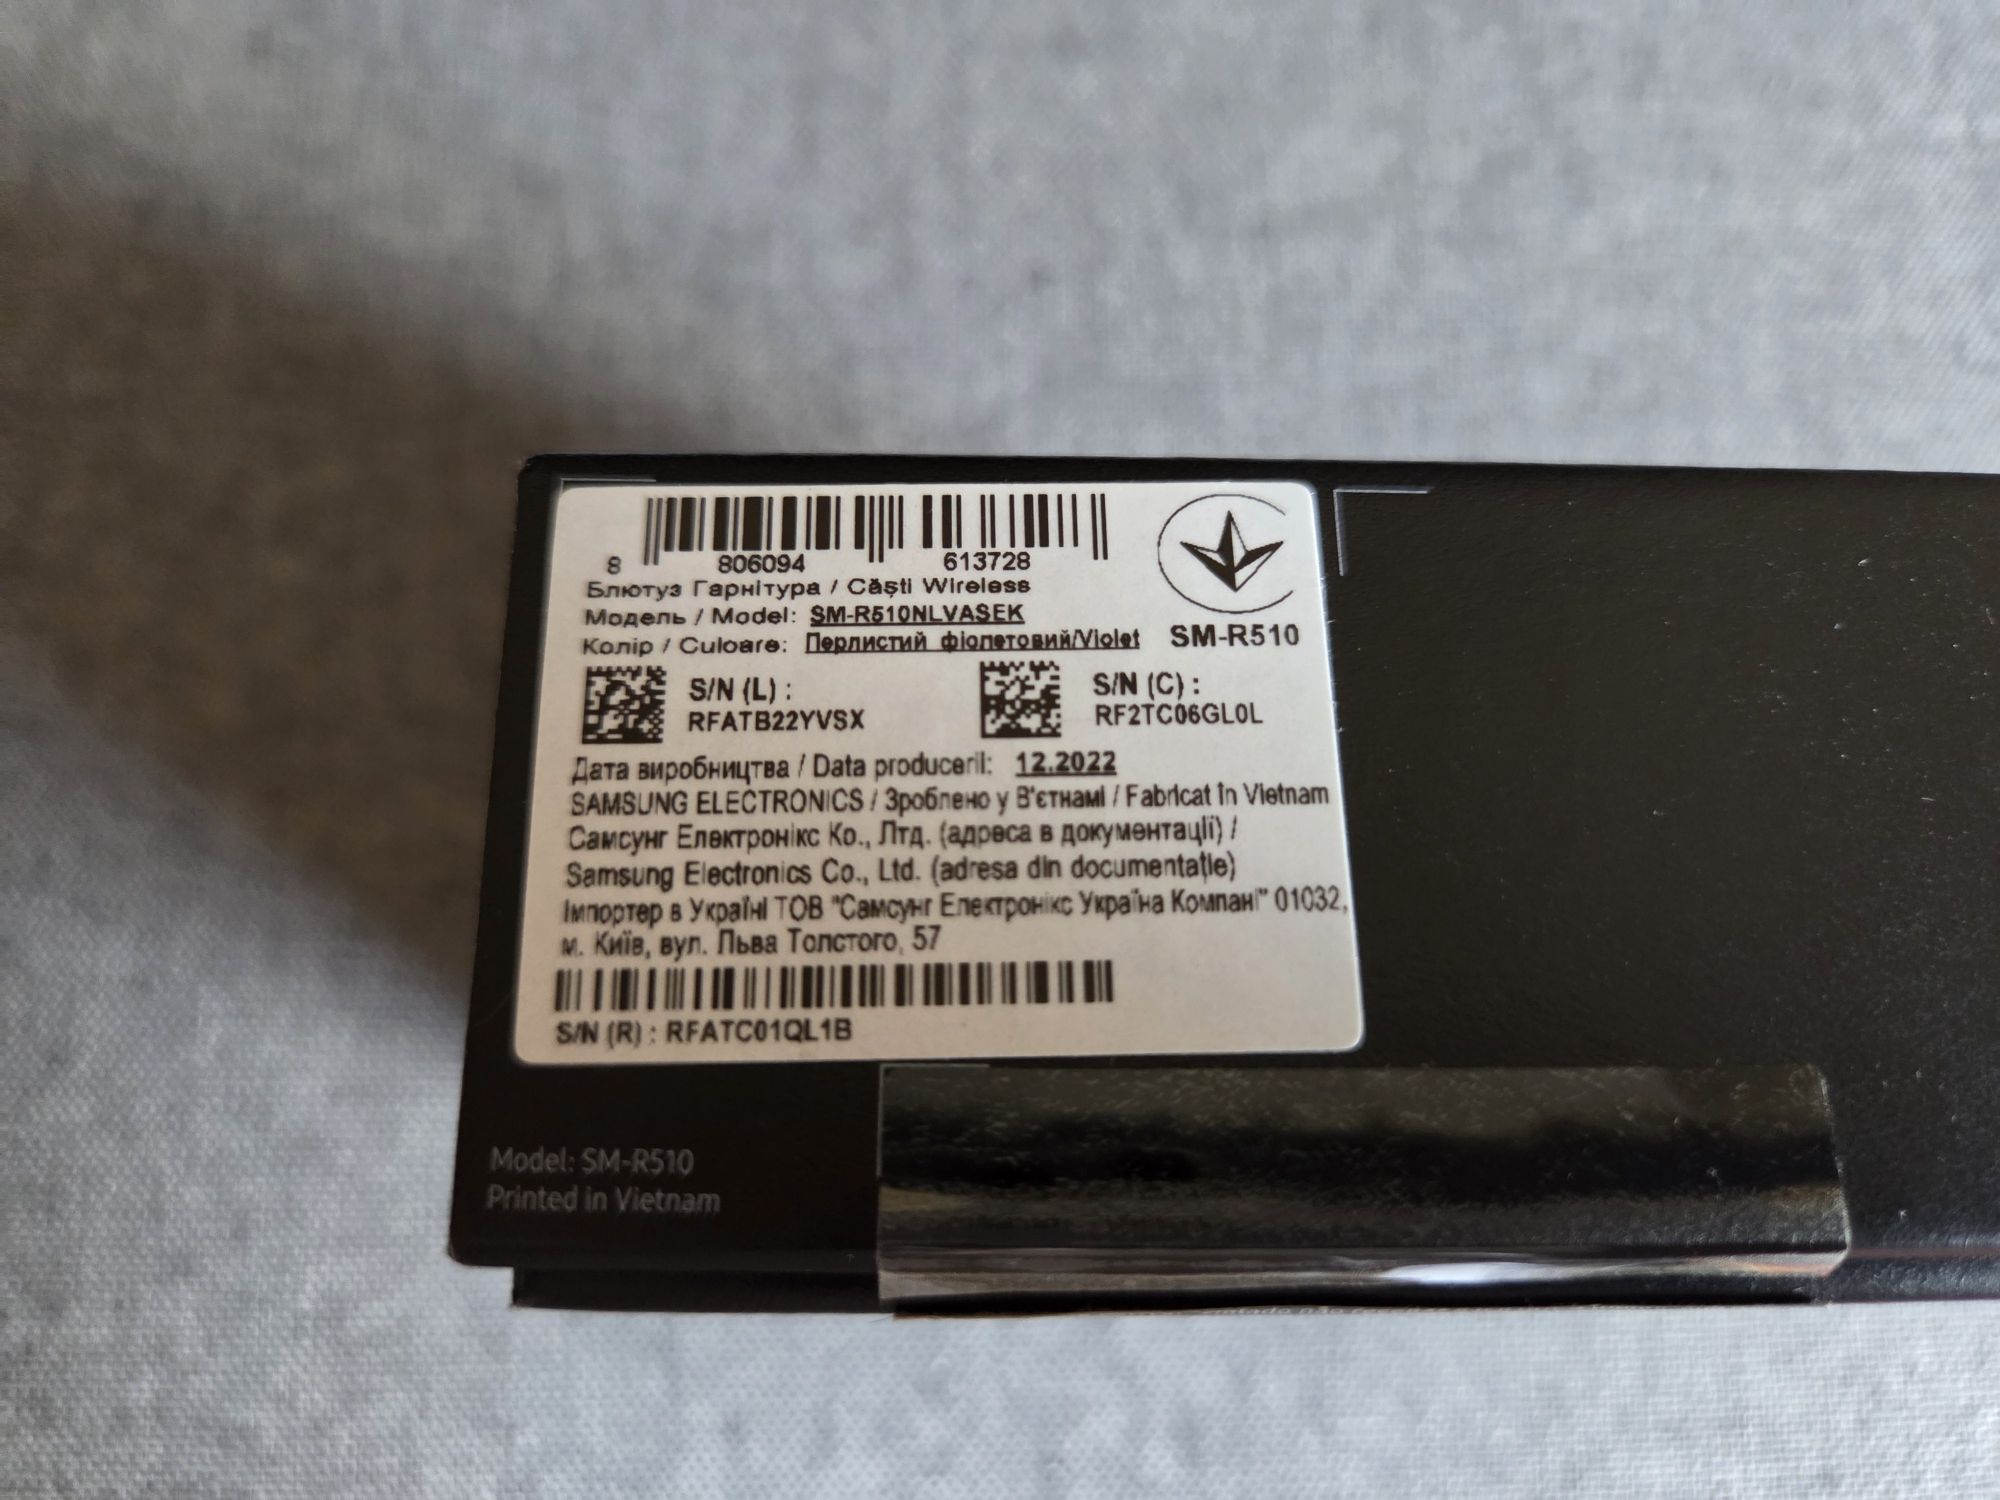 8 806094 613728
Блютуз Гарнітура / Căști Wireless
Модель / Model: SM-R510NLVASEK
Колір / Culoare: Перлистий фіолетовий/Violet
SM-R510
S/N (L) :
RFATB22YVSX
S/N (C) :
RF2TC06GL0L
Дата виробництва / Data producerii: 12.2022
SAMSUNG ELECTRONICS / Зроблено у В'єтнамі / Fabricat în Vietnam
Самсунг Електронікс Ко., Лтд. (адреса в документації) /
Samsung Electronics Co., Ltd. (adresa din documentație)
Імпортер в Україні ТОВ "Самсунг Електронікс Україна Компані" 01032,
м. Київ, вул. Льва Толстого, 57
S/N (R) : RFATC01QL1B
Model: SM-R510
Printed in Vietnam